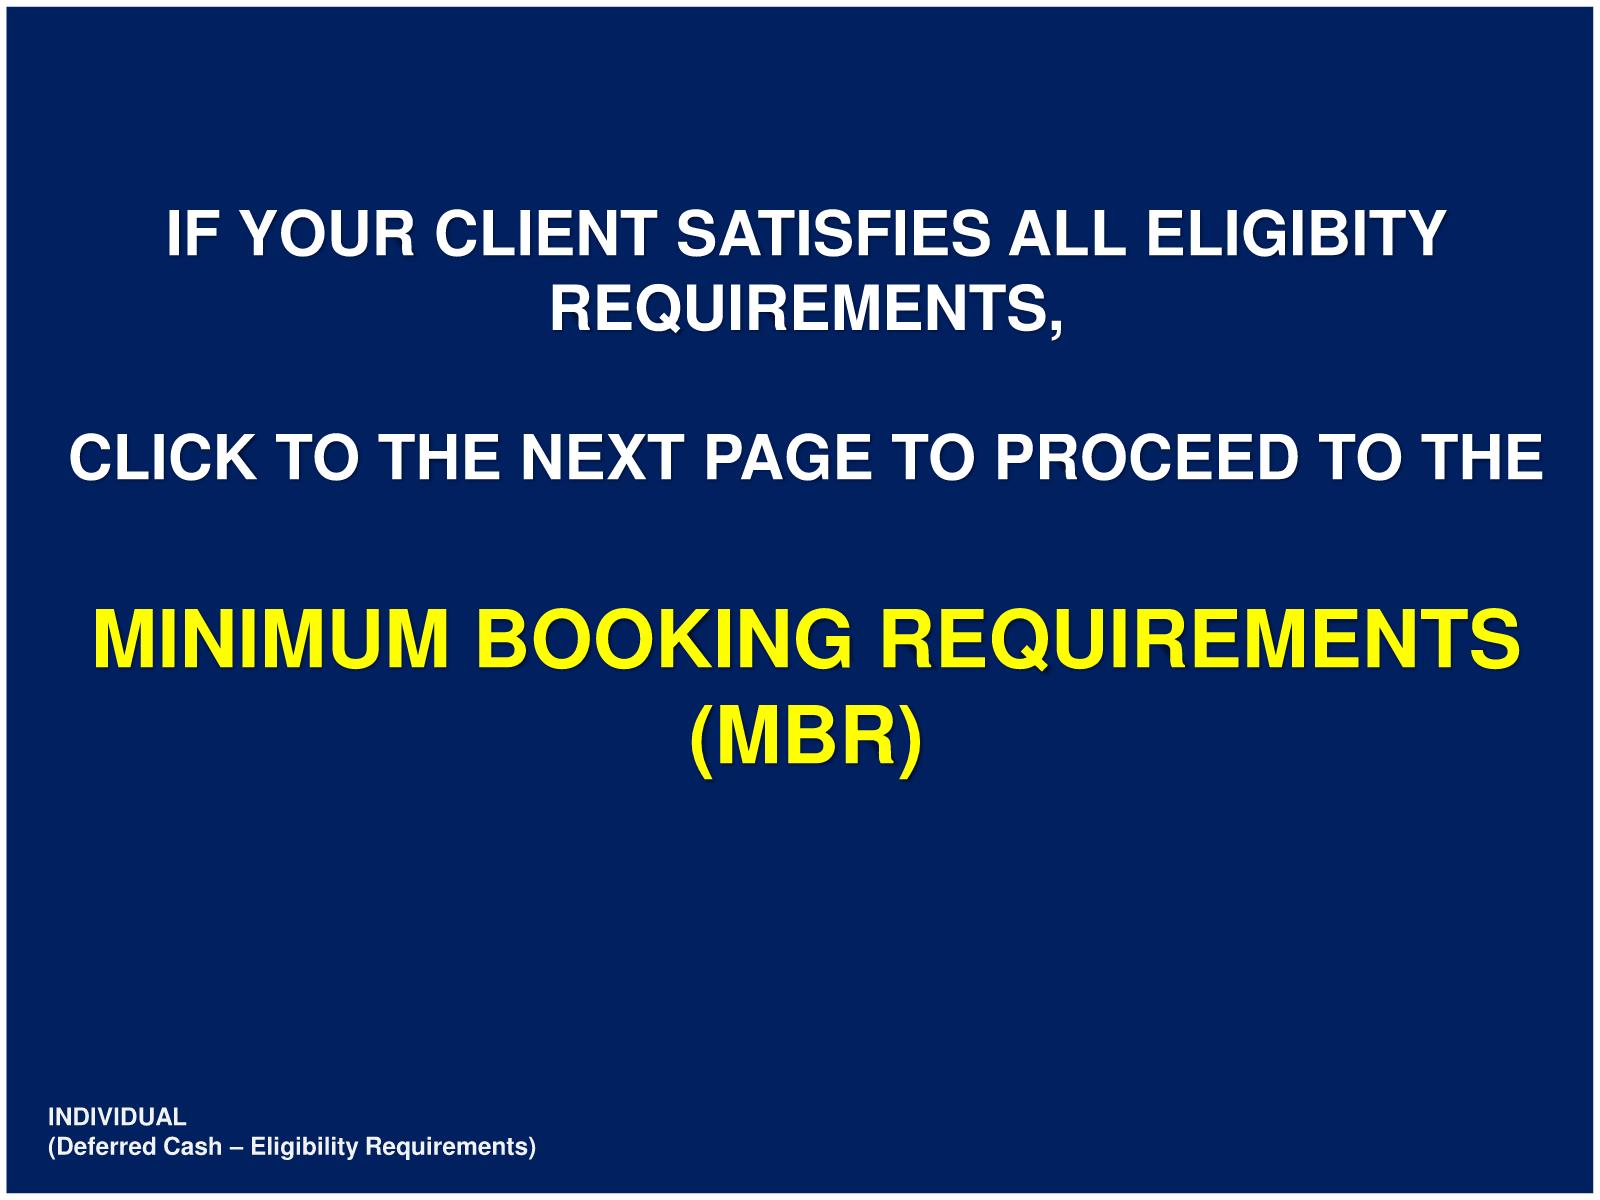 IF YOUR CLIENT SATISFIES ALL ELIGIBITY
REQUIREMENTS,
CLICK TO THE NEXT PAGE TO PROCEED TO THE
MINIMUM BOOKING REQUIREMENTS
(MBR)
INDIVIDUAL
(Deferred Cash – Eligibility Requirements)